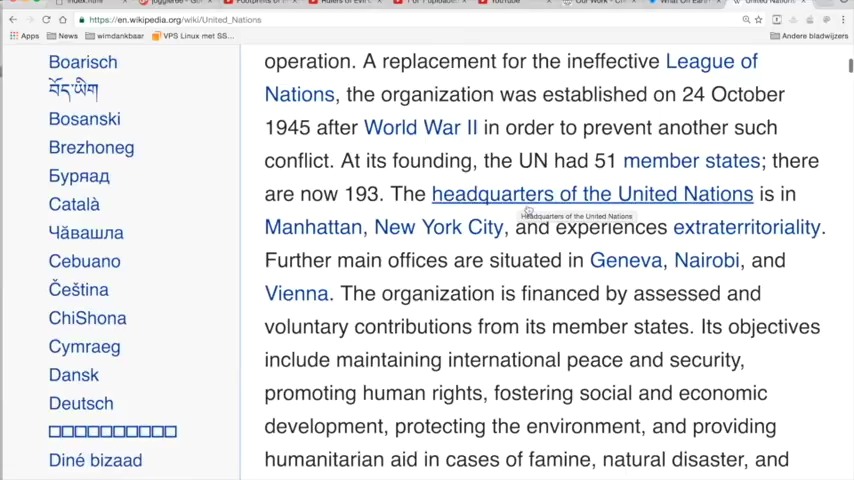 https://en.wikipedia.org/wiki/United_Nations
Apps
News
wimdankbaar
VPS Linux met SS...
Andere bladwijzers
Boarisch
བོད་ཡིག
Bosanski
Brezhoneg
Буряад
Català
Чӑвашла
Cebuano
Čeština
ChiShona
Cymraeg
Dansk
Deutsch
Diné bizaad
operation. A replacement for the ineffective League of
Nations, the organization was established on 24 October
1945 after World War II in order to prevent another such
conflict. At its founding, the UN had 51 member states; there
are now 193. The headquarters of the United Nations is in
Headquarters of the United Nations
Manhattan, New York City, and experiences extraterritoriality.
Further main offices are situated in Geneva, Nairobi, and
Vienna. The organization is financed by assessed and
voluntary contributions from its member states. Its objectives
include maintaining international peace and security,
promoting human rights, fostering social and economic
development, protecting the environment, and providing
humanitarian aid in cases of famine, natural disaster, and